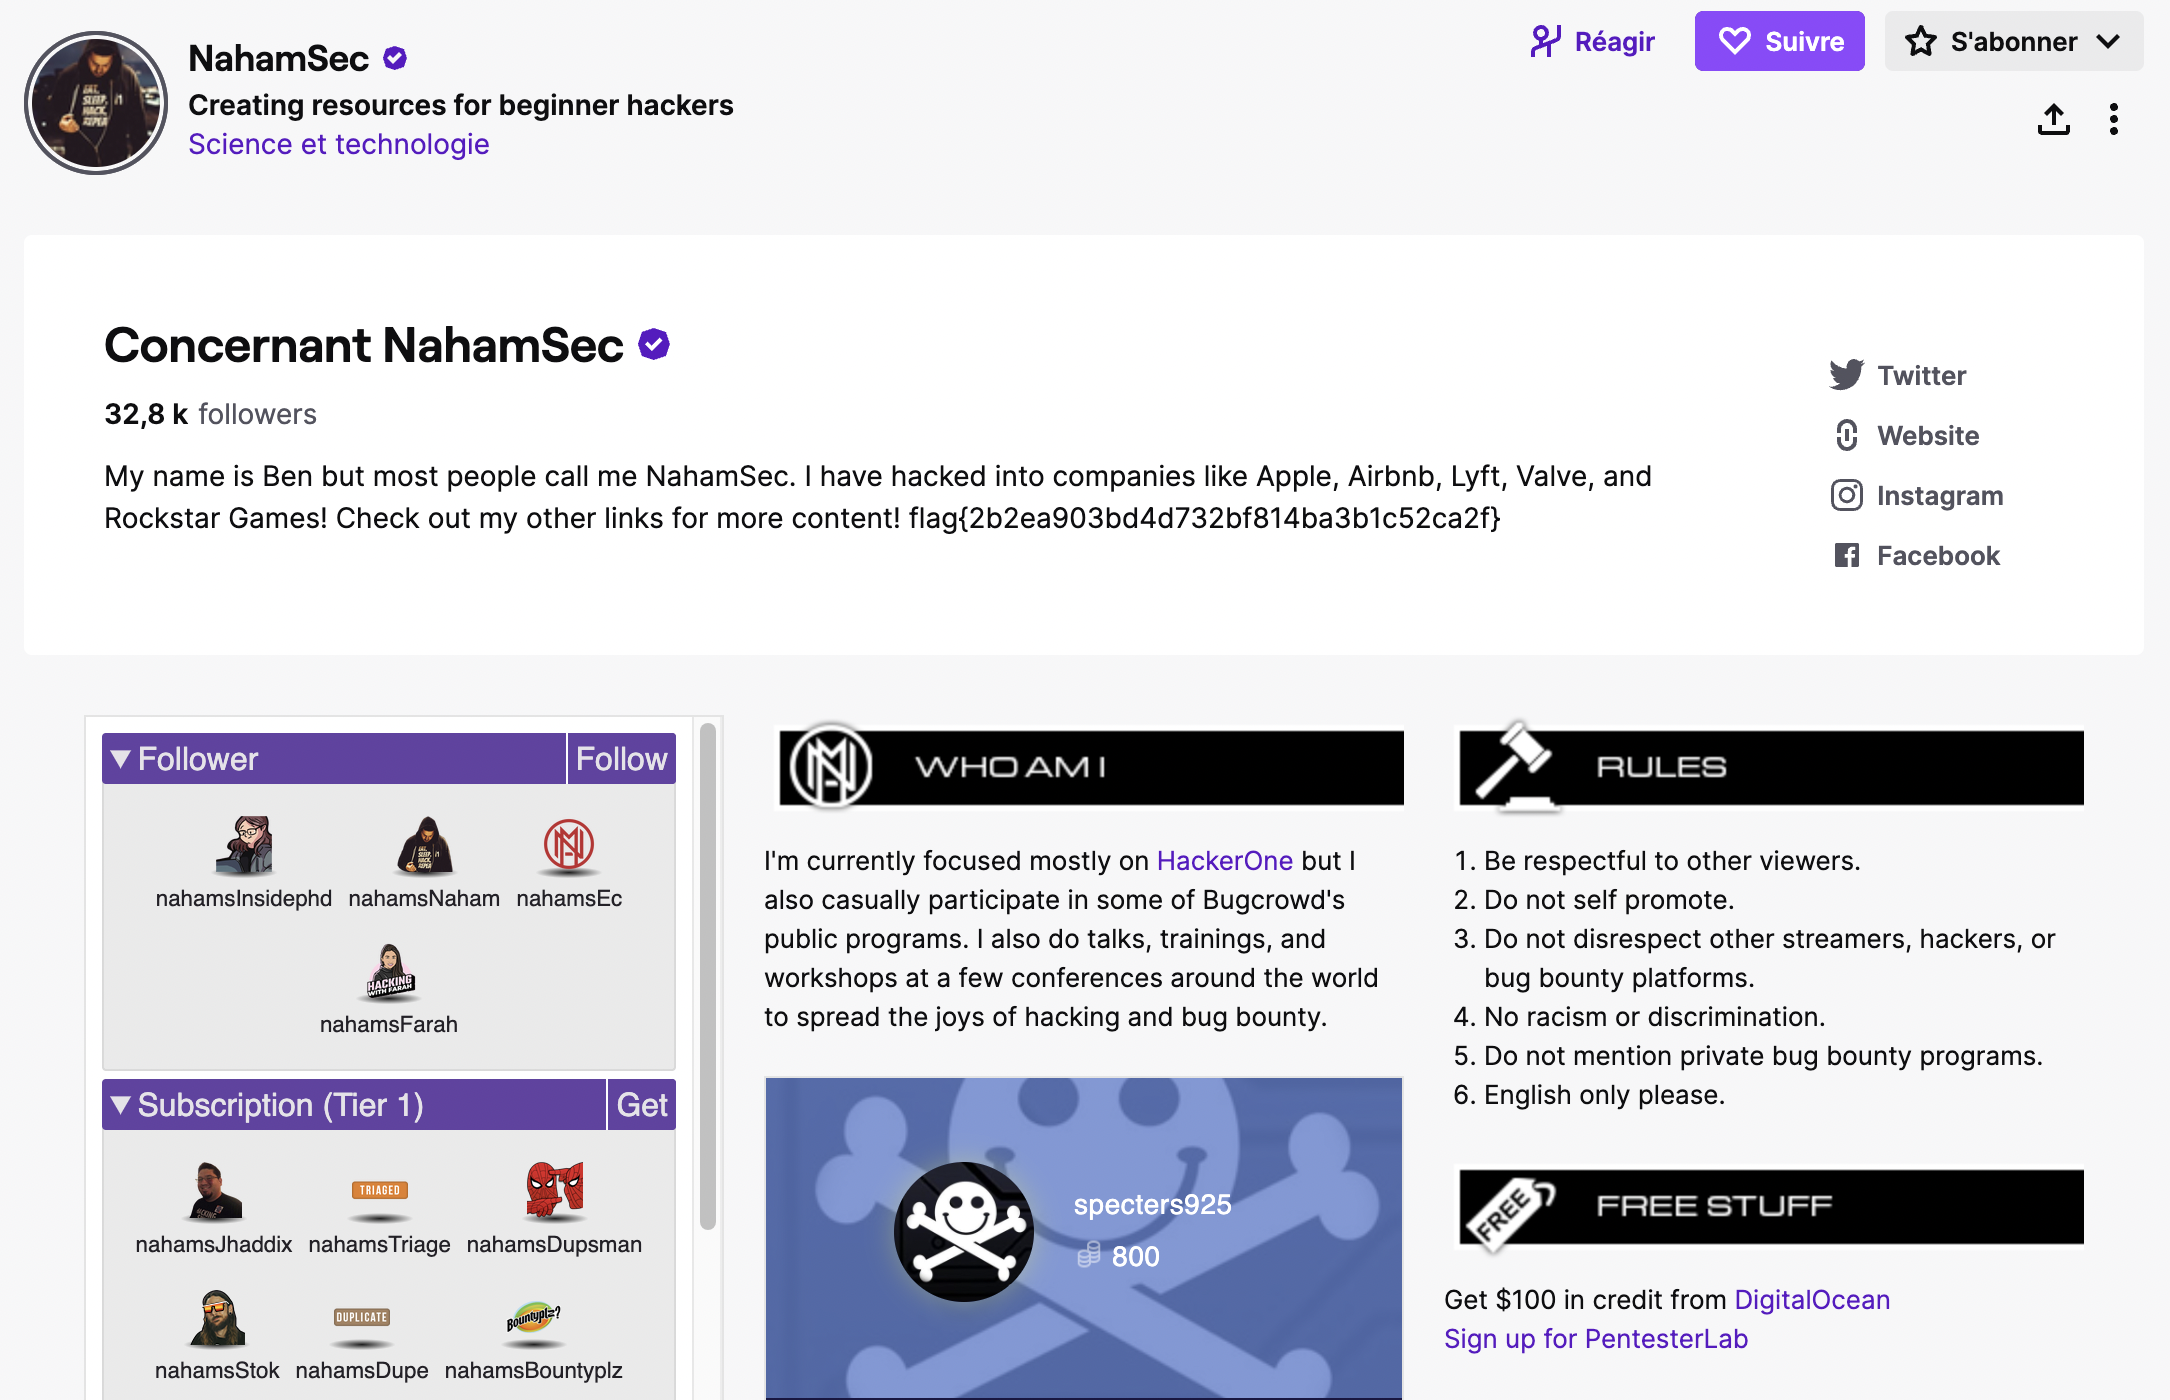 NahamSec
Creating resources for beginner hackers
Science et technologie
Réagir
Suivre
S'abonner
Concernant NahamSec
32,8 k followers
My name is Ben but most people call me NahamSec. I have hacked into companies like Apple, Airbnb, Lyft, Valve, and
Rockstar Games! Check out my other links for more content! flag{2b2ea903bd4d732bf814ba3b1c52ca2f}
Twitter
Website
Instagram
Facebook
Follower
Follow
nahamsInsidephd nahamsNaham nahamsEc
HACKING
WITH FARAH
nahamsFarah
Subscription (Tier 1)
Get
TRIAGED
nahamsJhaddix nahamsTriage nahamsDupsman
DUPLICATE
Bountyplz?
nahamsStok nahamsDupe nahamsBountyplz
WHO AM I
I'm currently focused mostly on HackerOne but I
also casually participate in some of Bugcrowd's
public programs. I also do talks, trainings, and
workshops at a few conferences around the world
to spread the joys of hacking and bug bounty.
specters925
800
RULES
1. Be respectful to other viewers.
2. Do not self promote.
3. Do not disrespect other streamers, hackers, or
bug bounty platforms.
4. No racism or discrimination.
5. Do not mention private bug bounty programs.
6. English only please.
FREE
FREE STUFF
Get $100 in credit from DigitalOcean
Sign up for PentesterLab